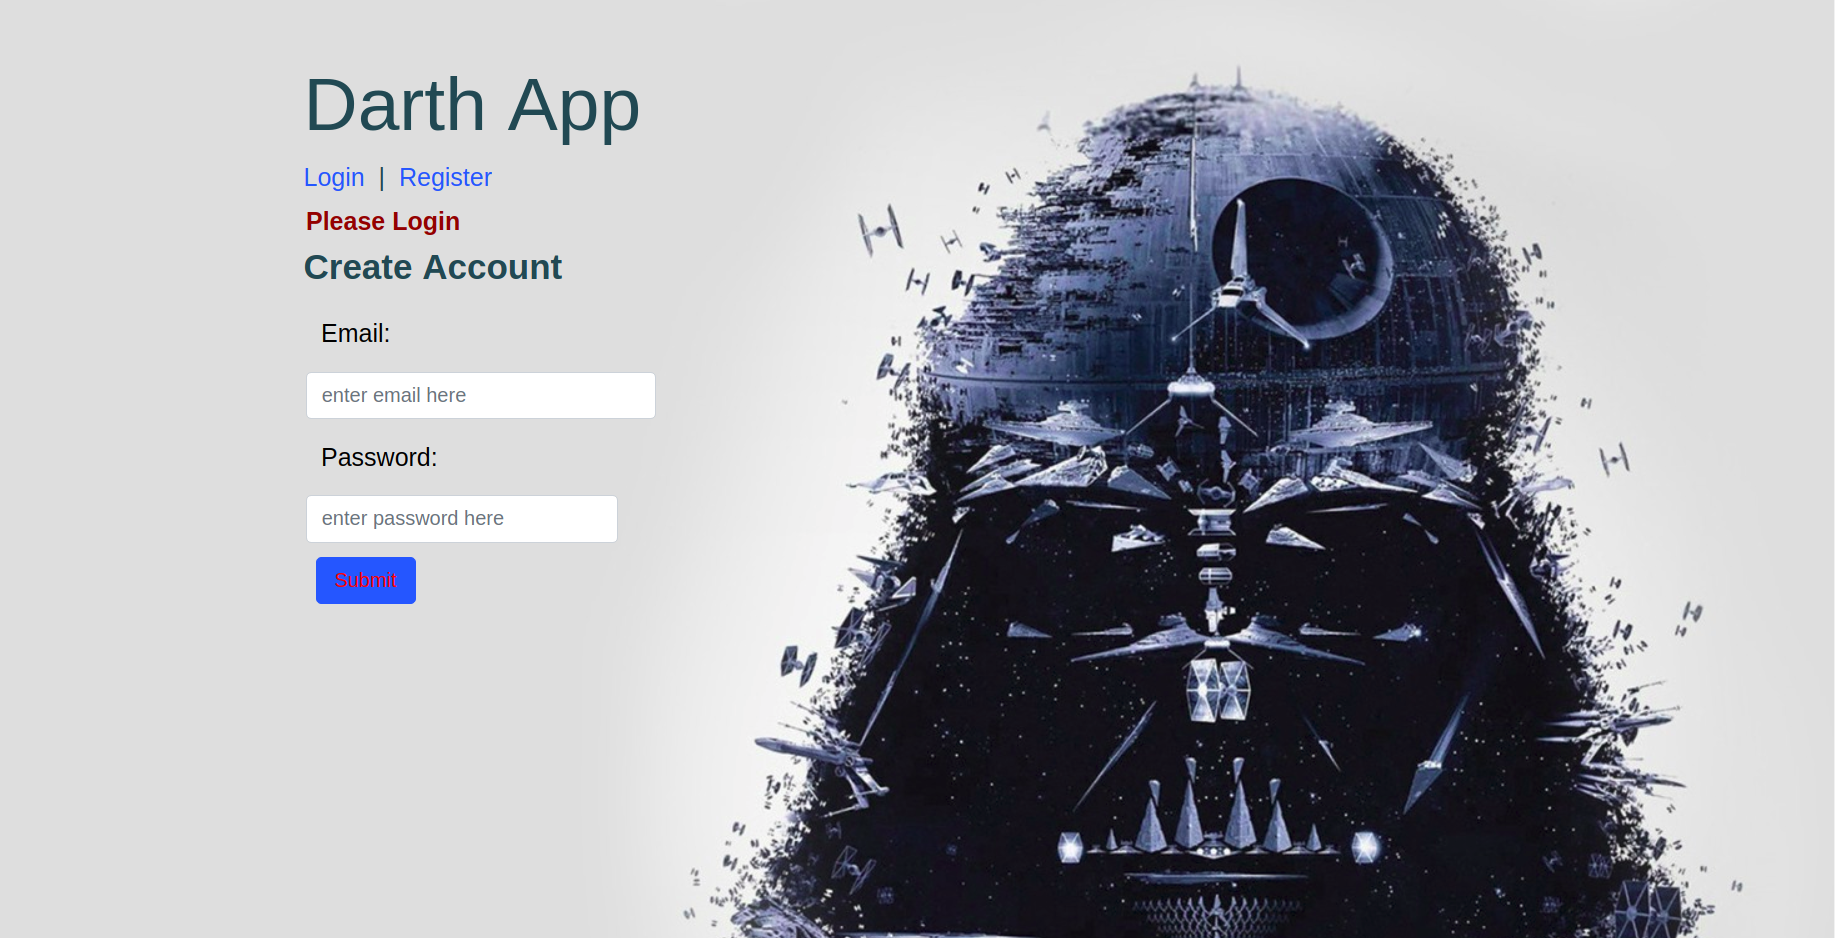 Darth App
Login | Register
Please Login
Create Account
Email:
enter email here
Password:
enter password here
Submit